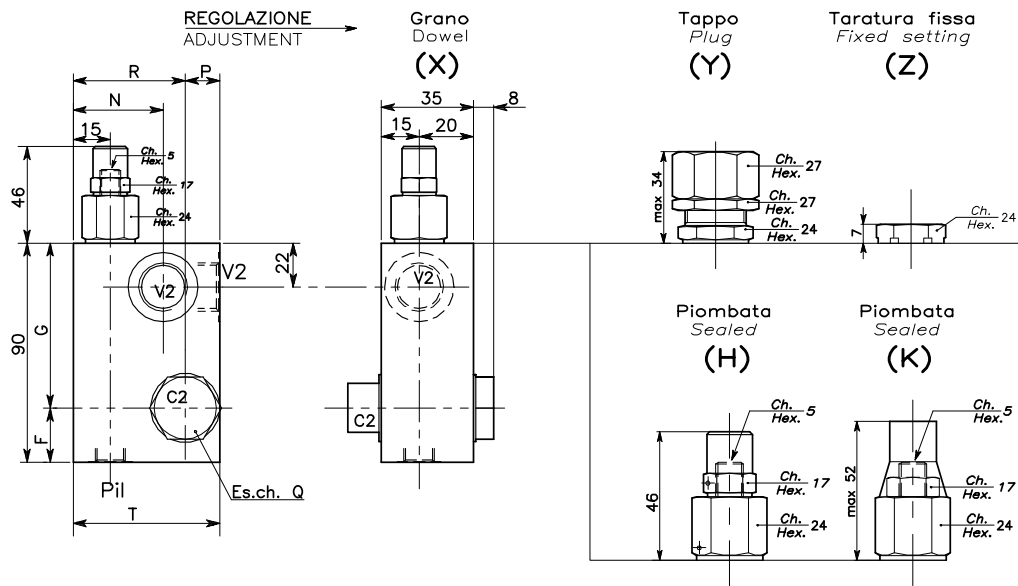 REGOLAZIONE
ADJUSTMENT
Grano
Dowel
(X)
Tappo
Plug
(Y)
Taratura fissa
Fixed setting
(Z)
R
P
N
15
Ch.
Hex. 5
Ch.
Hex. 17
Ch.
Hex. 24
46
90
G
F
22
V2
V2
C2
Pil
Es.ch. Q
T
35
8
15
20
V2
C2
max 34
Ch.
Hex. 27
Ch.
Hex. 27
Ch.
Hex. 24
7
Ch.
Hex. 24
Piombata
Sealed
(H)
Ch.
Hex. 5
Ch.
Hex. 17
Ch.
Hex. 24
46
Piombata
Sealed
(K)
Ch.
Hex. 5
Ch.
Hex. 17
Ch.
Hex. 24
max 52